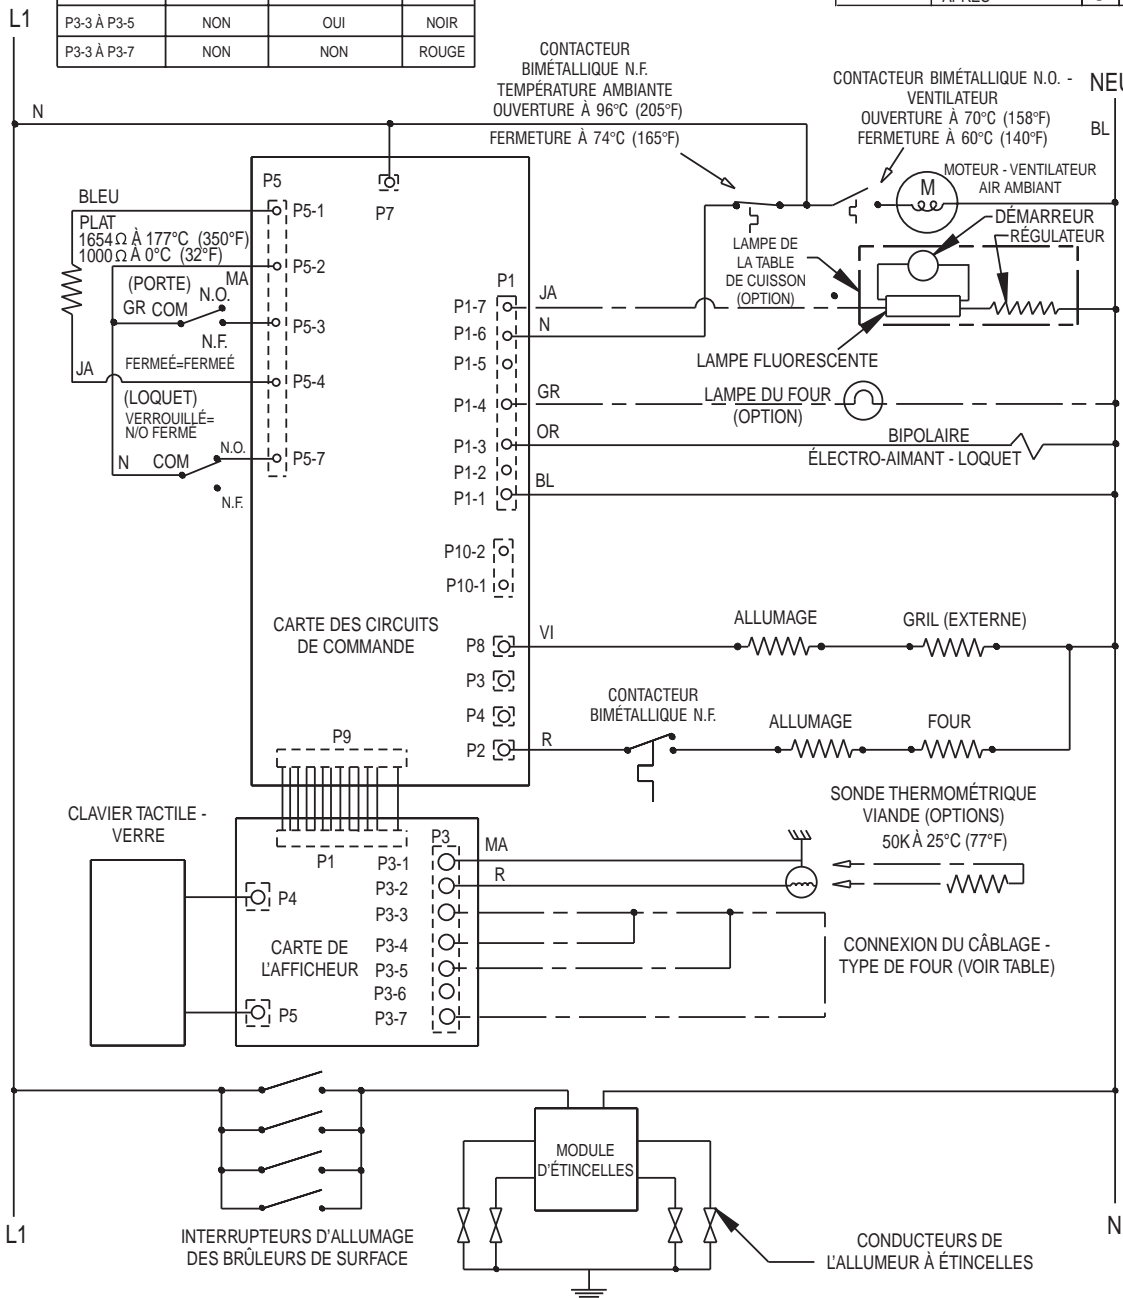 L1
P3-3 À P3-5 NON OUI NOIR
P3-3 À P3-7 NON NON ROUGE
CONTACTEUR
BIMÉTALLIQUE N.F.
TEMPÉRATURE AMBIANTE
OUVERTURE À 96°C (205°F)
FERMETURE À 74°C (165°F)
CONTACTEUR BIMÉTALLIQUE N.O. -
VENTILATEUR
OUVERTURE À 70°C (158°F)
FERMETURE À 60°C (140°F)
BL
N
P5
P7
M
MOTEUR - VENTILATEUR
AIR AMBIANT
BLEU
P5-1
PLAT
1654 Ω À 177°C (350°F)
1000 Ω À 0°C (32°F)
DÉMARREUR
RÉGULATEUR
LAMPE DE
LA TABLE
DE CUISSON
(OPTION)
P5-2
MA
(PORTE)
N.O.
GR COM
P5-3
N.F.
FERMEÉ=FERMEÉ
P1
P1-7
JA
P1-6
N
P1-5
LAMPE FLUORESCENTE
JA
P5-4
(LOQUET)
VERROUILLÉ=
N/O FERMÉ
P1-4
GR
LAMPE DU FOUR
(OPTION)
P1-3
OR
BIPOLAIRE
ÉLECTRO-AIMANT - LOQUET
N COM
N.O.
P5-7
N.F.
P1-2
P1-1
BL
P10-2
P10-1
CARTE DES CIRCUITS
DE COMMANDE
P8
VI
ALLUMAGE
GRIL (EXTERNE)
P3
P4
CONTACTEUR
BIMÉTALLIQUE N.F.
P2
R
ALLUMAGE
FOUR
P9
CLAVIER TACTILE -
VERRE
SONDE THERMOMÉTRIQUE
VIANDE (OPTIONS)
50K À 25°C (77°F)
P1
P3
P3-1
MA
P3-2
R
P4
P3-3
CARTE DE
L'AFFICHEUR
P3-4
P3-5
P3-6
P3-7
P5
CONNEXION DU CÂBLAGE -
TYPE DE FOUR (VOIR TABLE)
MODULE
D'ÉTINCELLES
L1
N
INTERRUPTEURS D'ALLUMAGE
DES BRÛLEURS DE SURFACE
CONDUCTEURS DE
L'ALLUMEUR À ÉTINCELLES